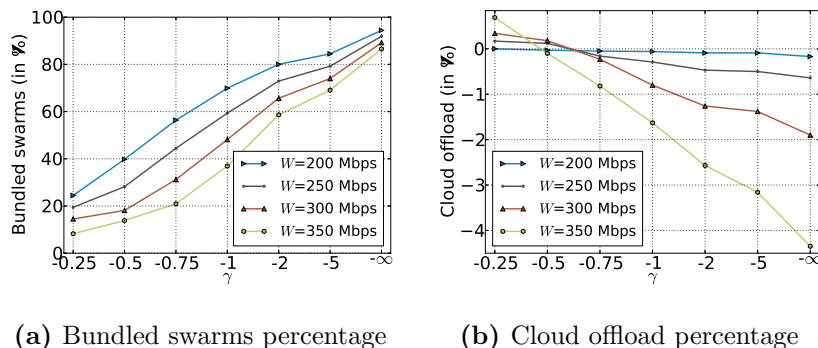 100
80
60
40
20
0
Bundled swarms (in %)
-0.25 -0.5 -0.75 -1 -2 -5 -∞
γ
W=200 Mbps
W=250 Mbps
W=300 Mbps
W=350 Mbps
(a) Bundled swarms percentage
0
−1
−2
−3
−4
Cloud offload (in %)
-0.25 -0.5 -0.75 -1 -2 -5 -∞
γ
W=200 Mbps
W=250 Mbps
W=300 Mbps
W=350 Mbps
(b) Cloud offload percentage